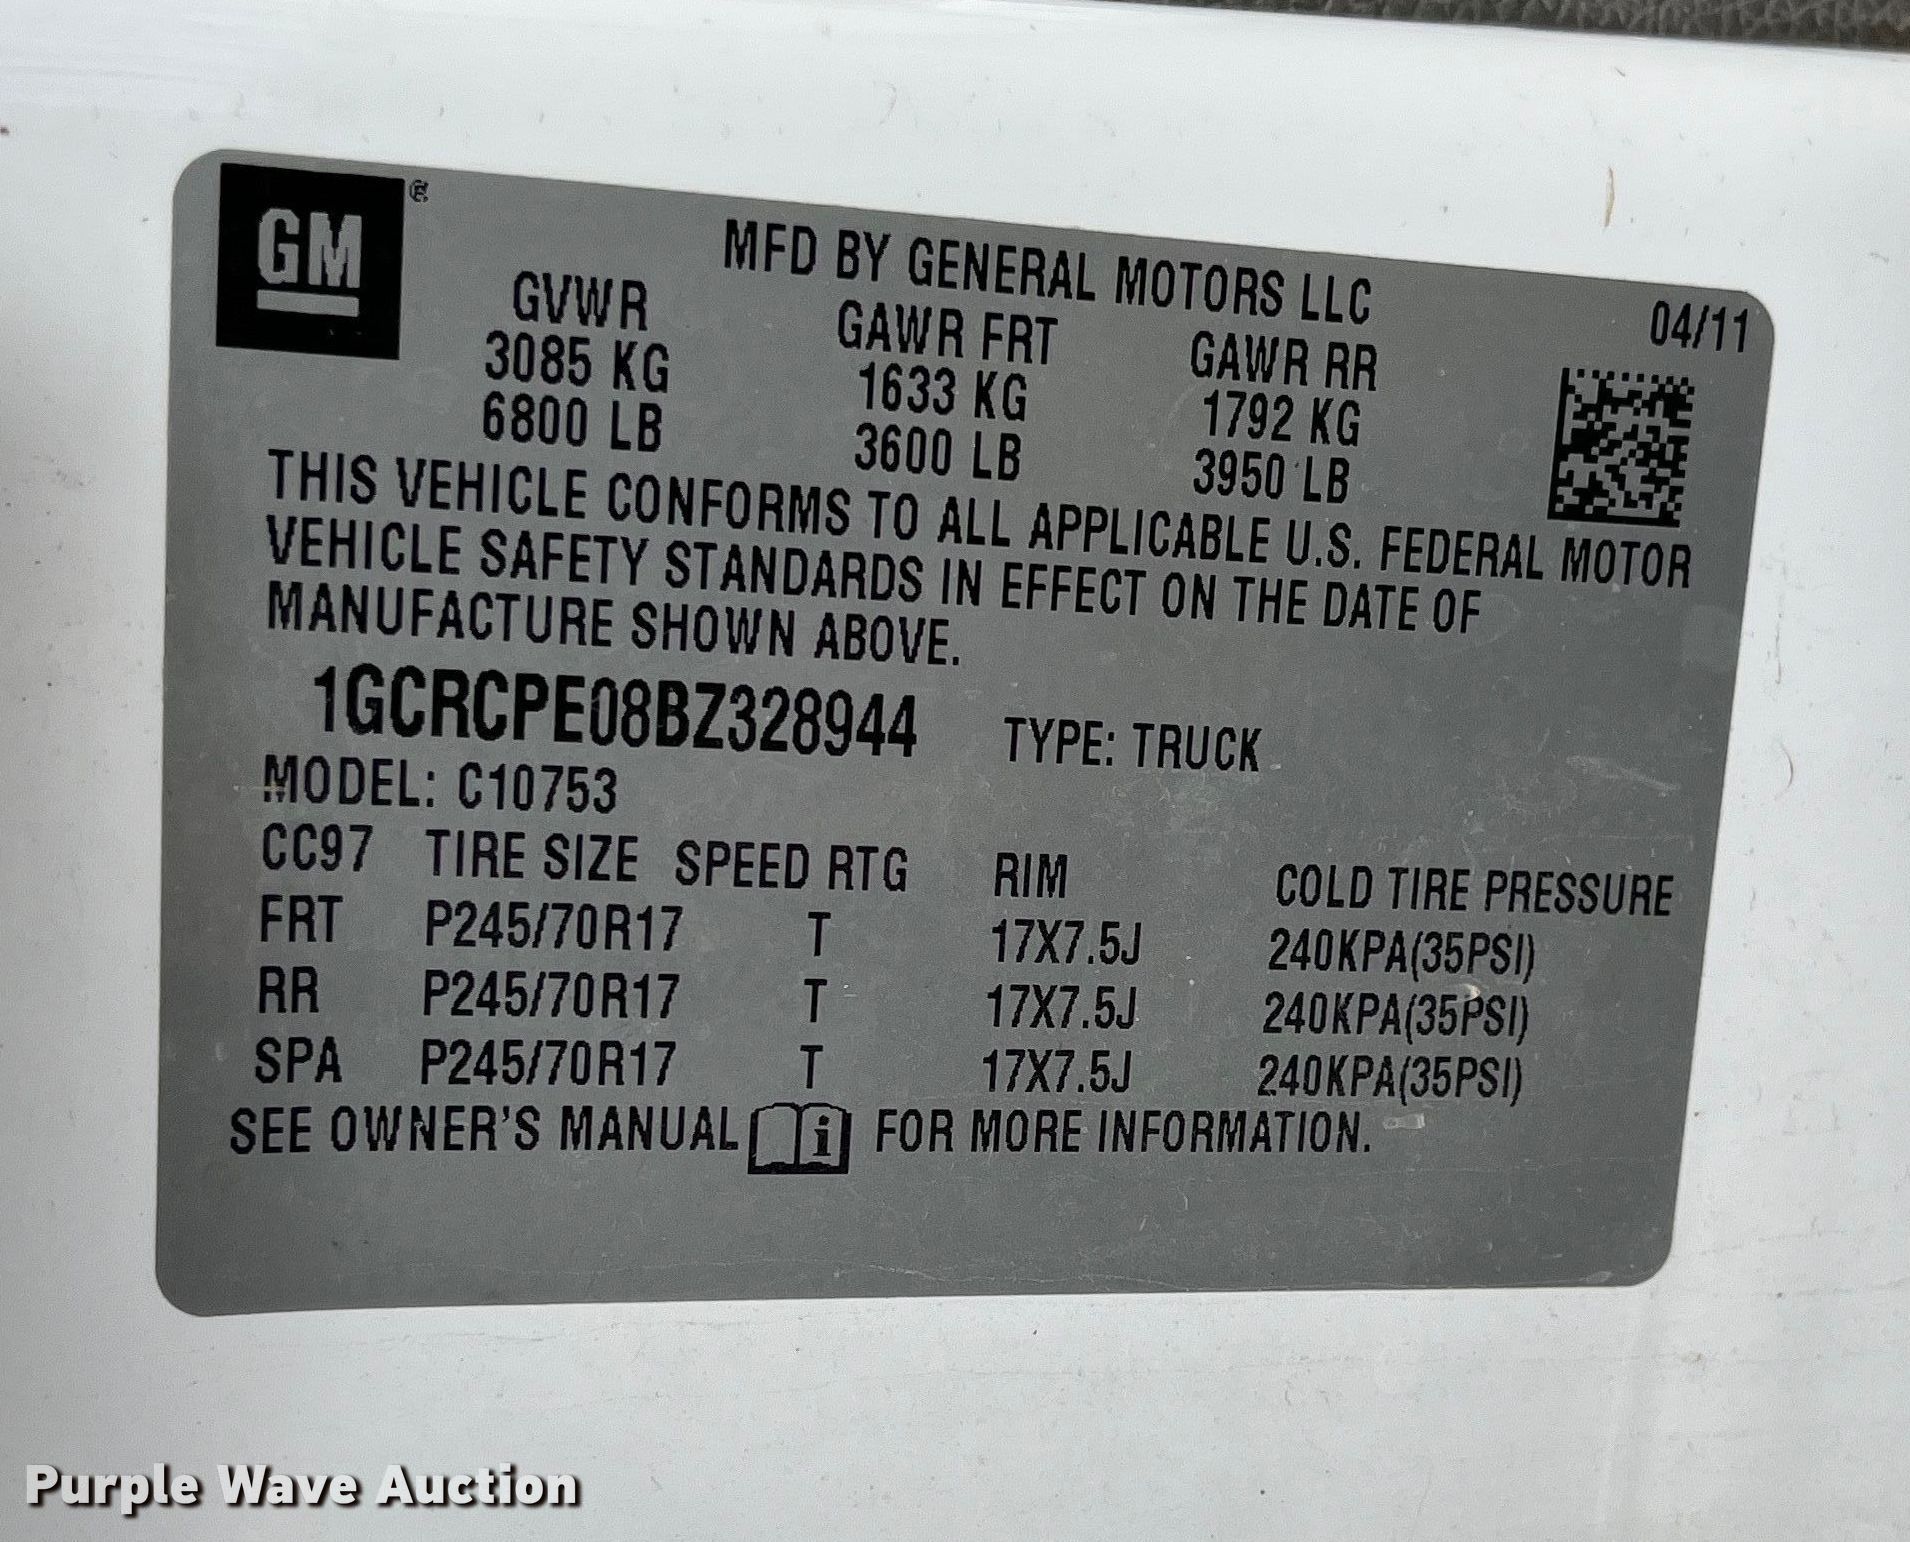 GM ®
MFD BY GENERAL MOTORS LLC
04/11
GVWR GAWR FRT GAWR RR
3085 KG 1633 KG 1792 KG
6800 LB 3600 LB 3950 LB
THIS VEHICLE CONFORMS TO ALL APPLICABLE U.S. FEDERAL MOTOR
VEHICLE SAFETY STANDARDS IN EFFECT ON THE DATE OF
MANUFACTURE SHOWN ABOVE.
1GCRCPE08BZ328944 TYPE: TRUCK
MODEL: C10753
CC97 TIRE SIZE SPEED RTG RIM COLD TIRE PRESSURE
FRT P245/70R17 T 17X7.5J 240KPA(35PSI)
RR P245/70R17 T 17X7.5J 240KPA(35PSI)
SPA P245/70R17 T 17X7.5J 240KPA(35PSI)
SEE OWNER'S MANUAL i FOR MORE INFORMATION.
Purple Wave Auction